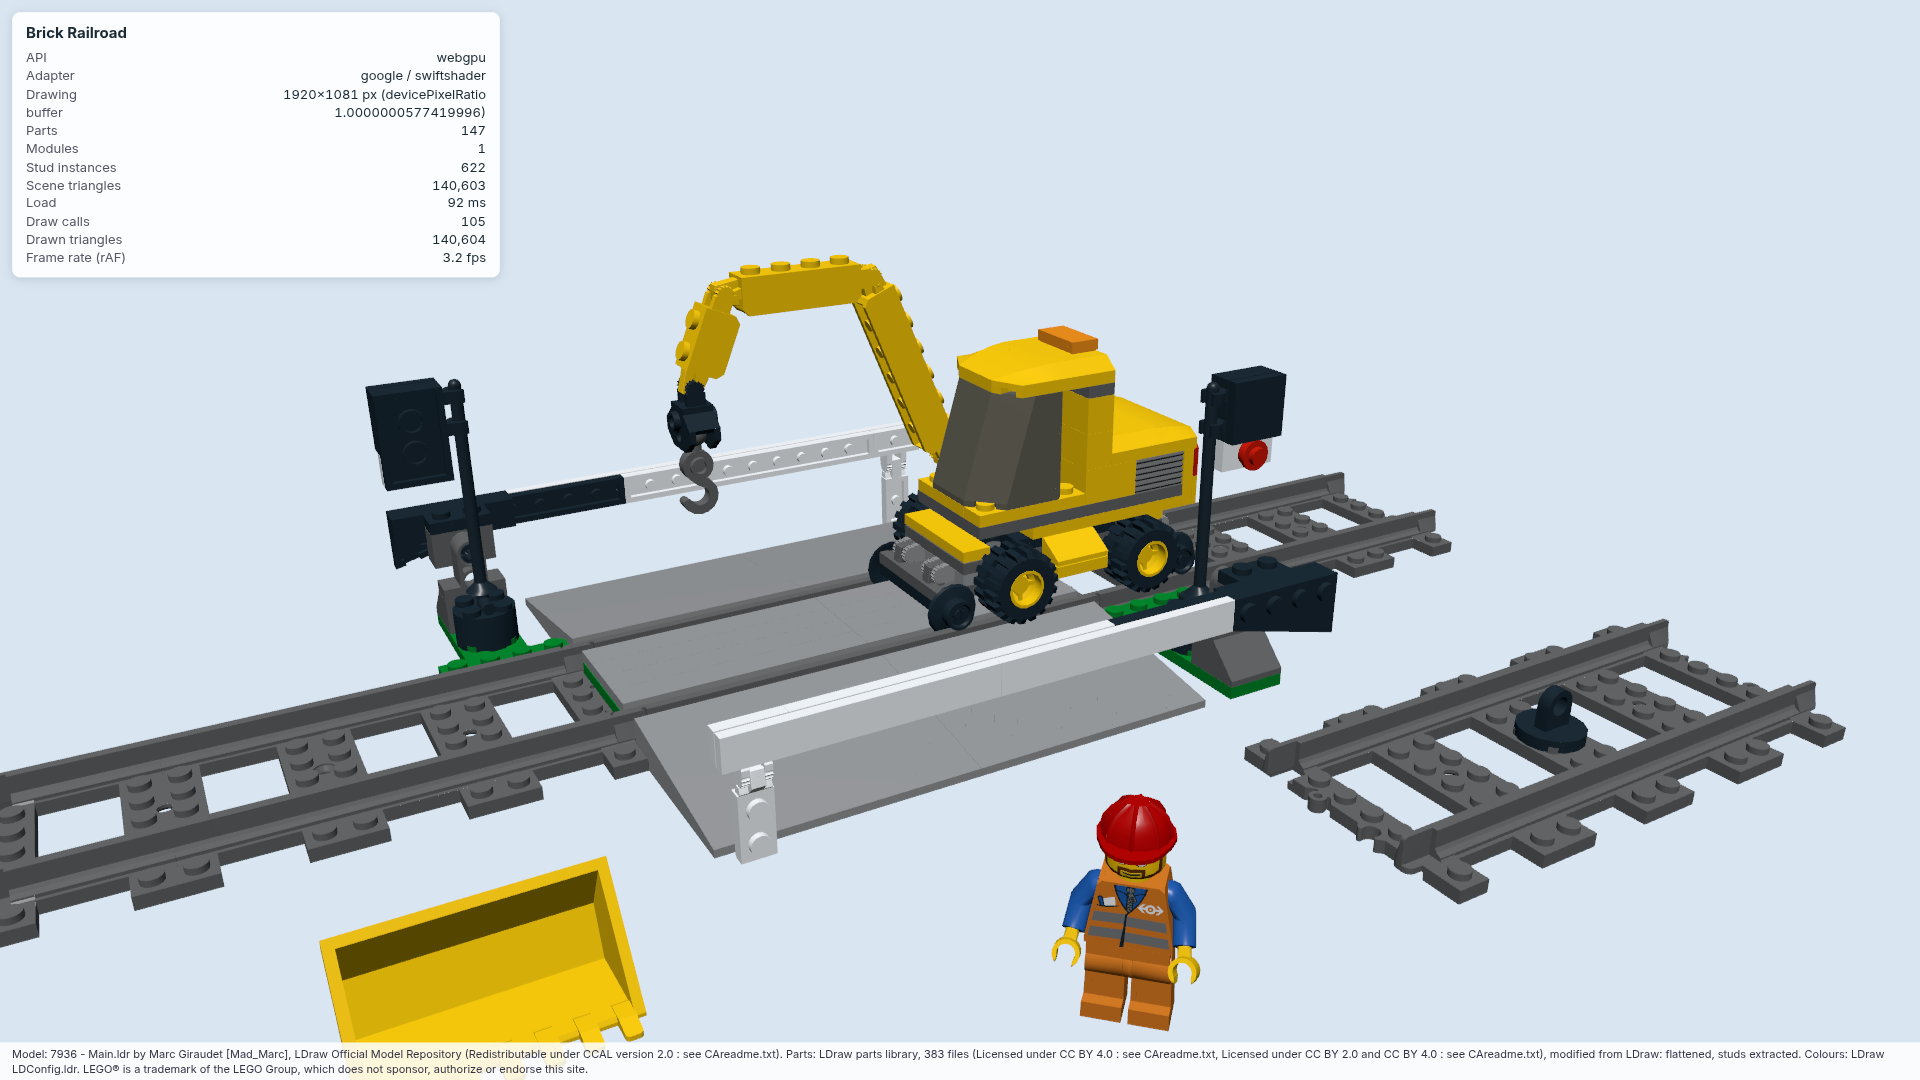 Brick Railroad
API webgpu
Adapter google / swiftshader
Drawing 1920×1081 px (devicePixelRatio
buffer 1.0000000577419996)
Parts 147
Modules 1
Stud instances 622
Scene triangles 140,603
Load 92 ms
Draw calls 105
Drawn triangles 140,604
Frame rate (rAF) 3.2 fps
Model: 7936 - Main.ldr by Marc Giraudet [Mad_Marc], LDraw Official Model Repository (Redistributable under CCAL version 2.0 : see CAreadme.txt). Parts: LDraw parts library, 383 files (Licensed under CC BY 4.0 : see CAreadme.txt, Licensed under CC BY 2.0 and CC BY 4.0 : see CAreadme.txt), modified from LDraw: flattened, studs extracted. Colours: LDraw
LDConfig.ldr. LEGO® is a trademark of the LEGO Group, which does not sponsor, authorize or endorse this site.